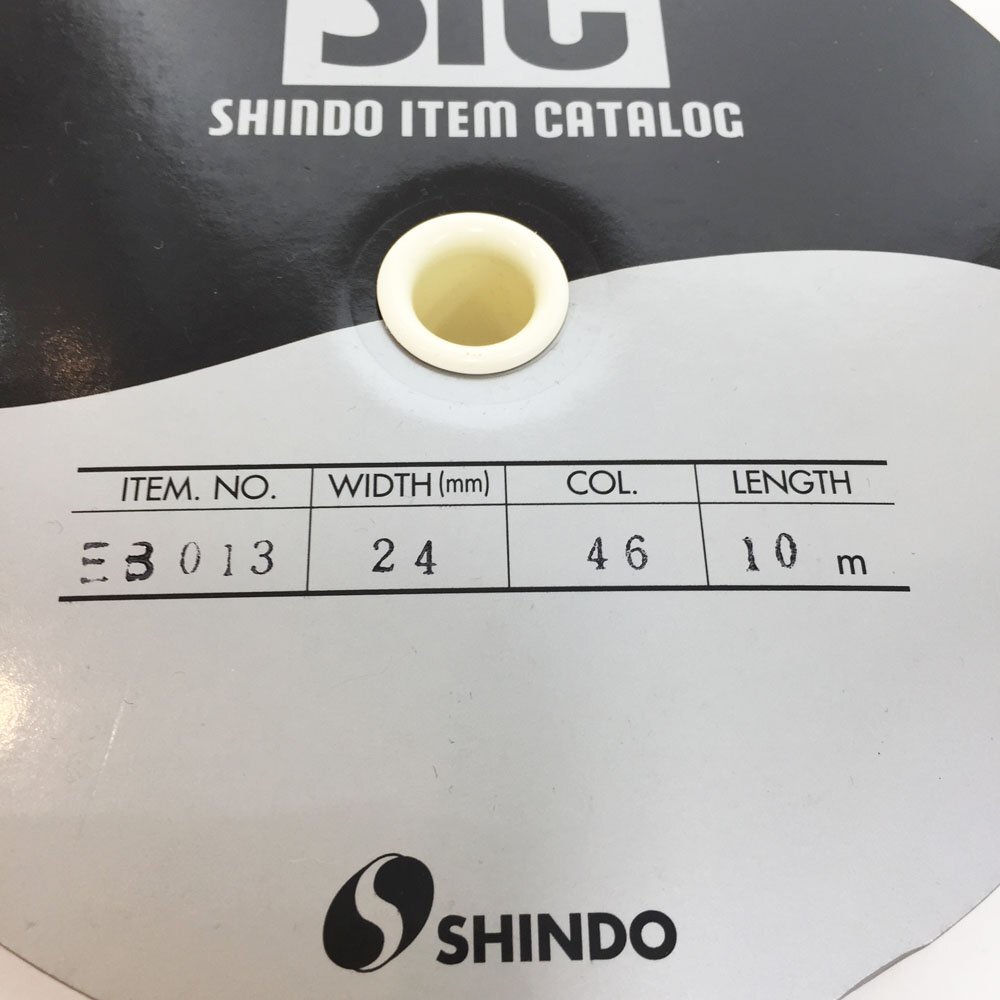 SIC
SHINDO ITEM CATALOG
ITEM. NO. WIDTH (mm) COL. LENGTH
EB013 24 46 10 m
SHINDO